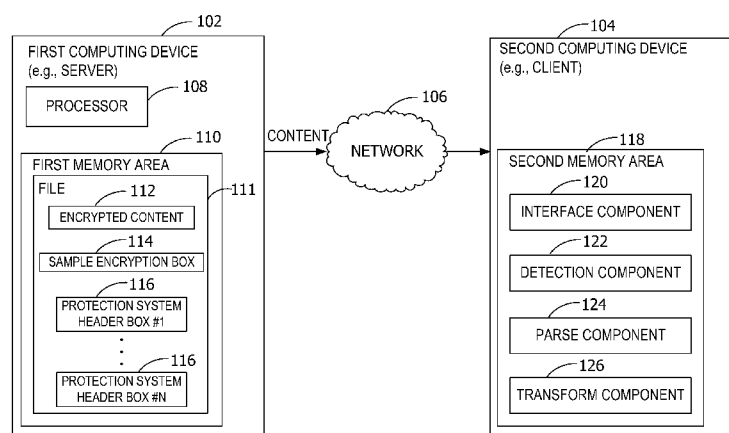 102
FIRST COMPUTING DEVICE
(e.g., SERVER)
108
PROCESSOR
110
FIRST MEMORY AREA
FILE
111
112
ENCRYPTED CONTENT
114
SAMPLE ENCRYPTION BOX
116
PROTECTION SYSTEM
HEADER BOX #1
116
PROTECTION SYSTEM
HEADER BOX #N
CONTENT
106
NETWORK
104
SECOND COMPUTING DEVICE
(e.g., CLIENT)
118
SECOND MEMORY AREA
120
INTERFACE COMPONENT
122
DETECTION COMPONENT
124
PARSE COMPONENT
126
TRANSFORM COMPONENT